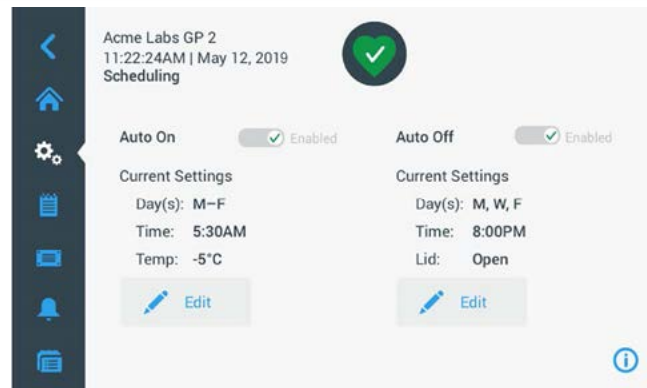 Acme Labs GP 2
11:22:24AM | May 12, 2019
Scheduling
Auto On
Enabled
Current Settings
Day(s): M–F
Time: 5:30AM
Temp: -5°C
Edit
Auto Off
Enabled
Current Settings
Day(s): M, W, F
Time: 8:00PM
Lid: Open
Edit